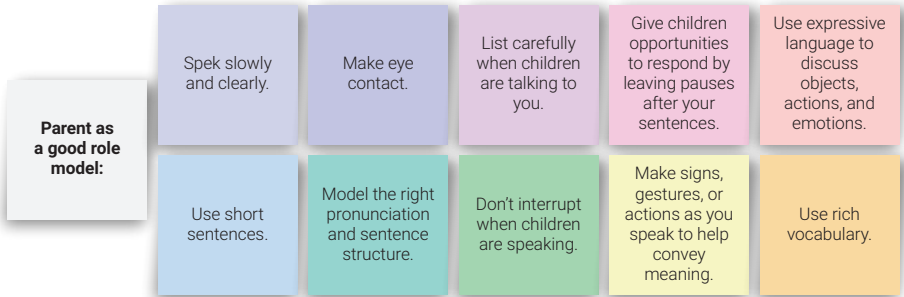 Parent as
a good role
model:
Spek slowly
and clearly.
Make eye
contact.
List carefully
when children
are talking to
you.
Give children
opportunities
to respond by
leaving pauses
after your
sentences.
Use expressive
language to
discuss
objects,
actions, and
emotions.
Use short
sentences.
Model the right
pronunciation
and sentence
structure.
Don’t interrupt
when children
are speaking.
Make signs,
gestures, or
actions as you
speak to help
convey
meaning.
Use rich
vocabulary.